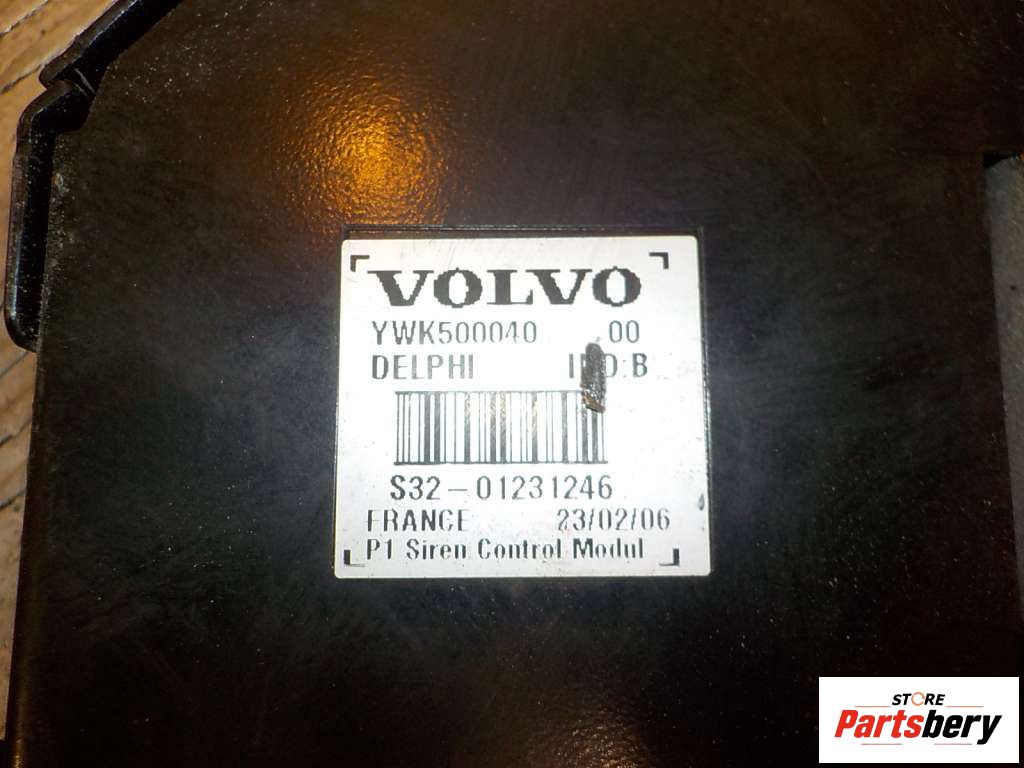 VOLVO
YWK500040 00
DELPHI :B
S32-01231246
FRANCE 23/02/06
P1 Siren Control Modul
STORE
Partsbery